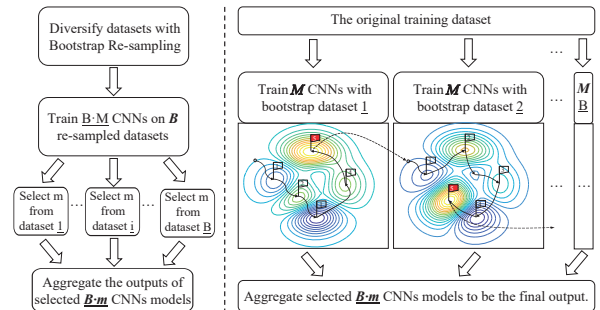 Diversify datasets with
Bootstrap Re-sampling
Train B·M CNNs on B
re-sampled datasets
Select m
from
dataset 1
...
Select m
from
dataset i
...
Select m
from
dataset B
Aggregate the outputs of
selected B·m CNNs models
The original training dataset
...
Train M CNNs with
bootstrap dataset 1
Train M CNNs with
bootstrap dataset 2
...
M
B
...
...
Aggregate selected B·m CNNs models to be the final output.